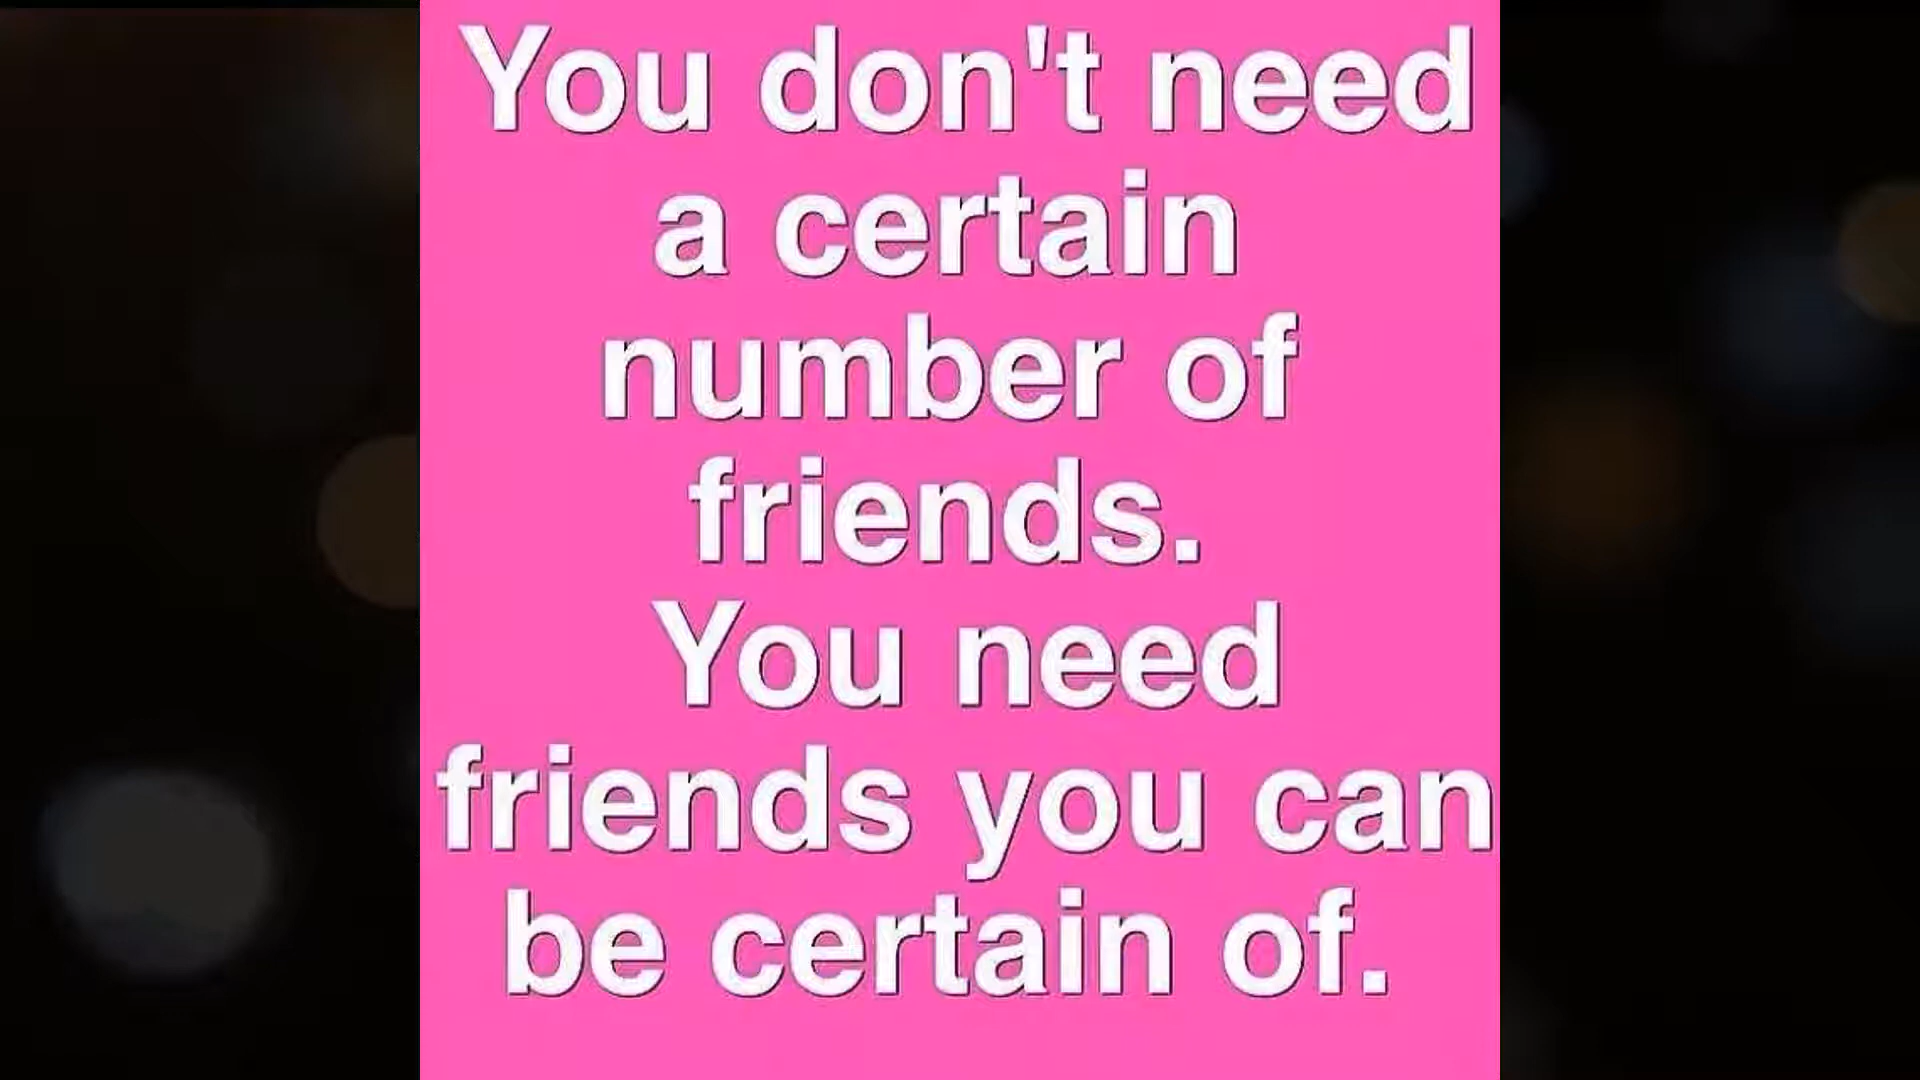 You don't need
a certain
number of
friends.
You need
friends you can
be certain of.